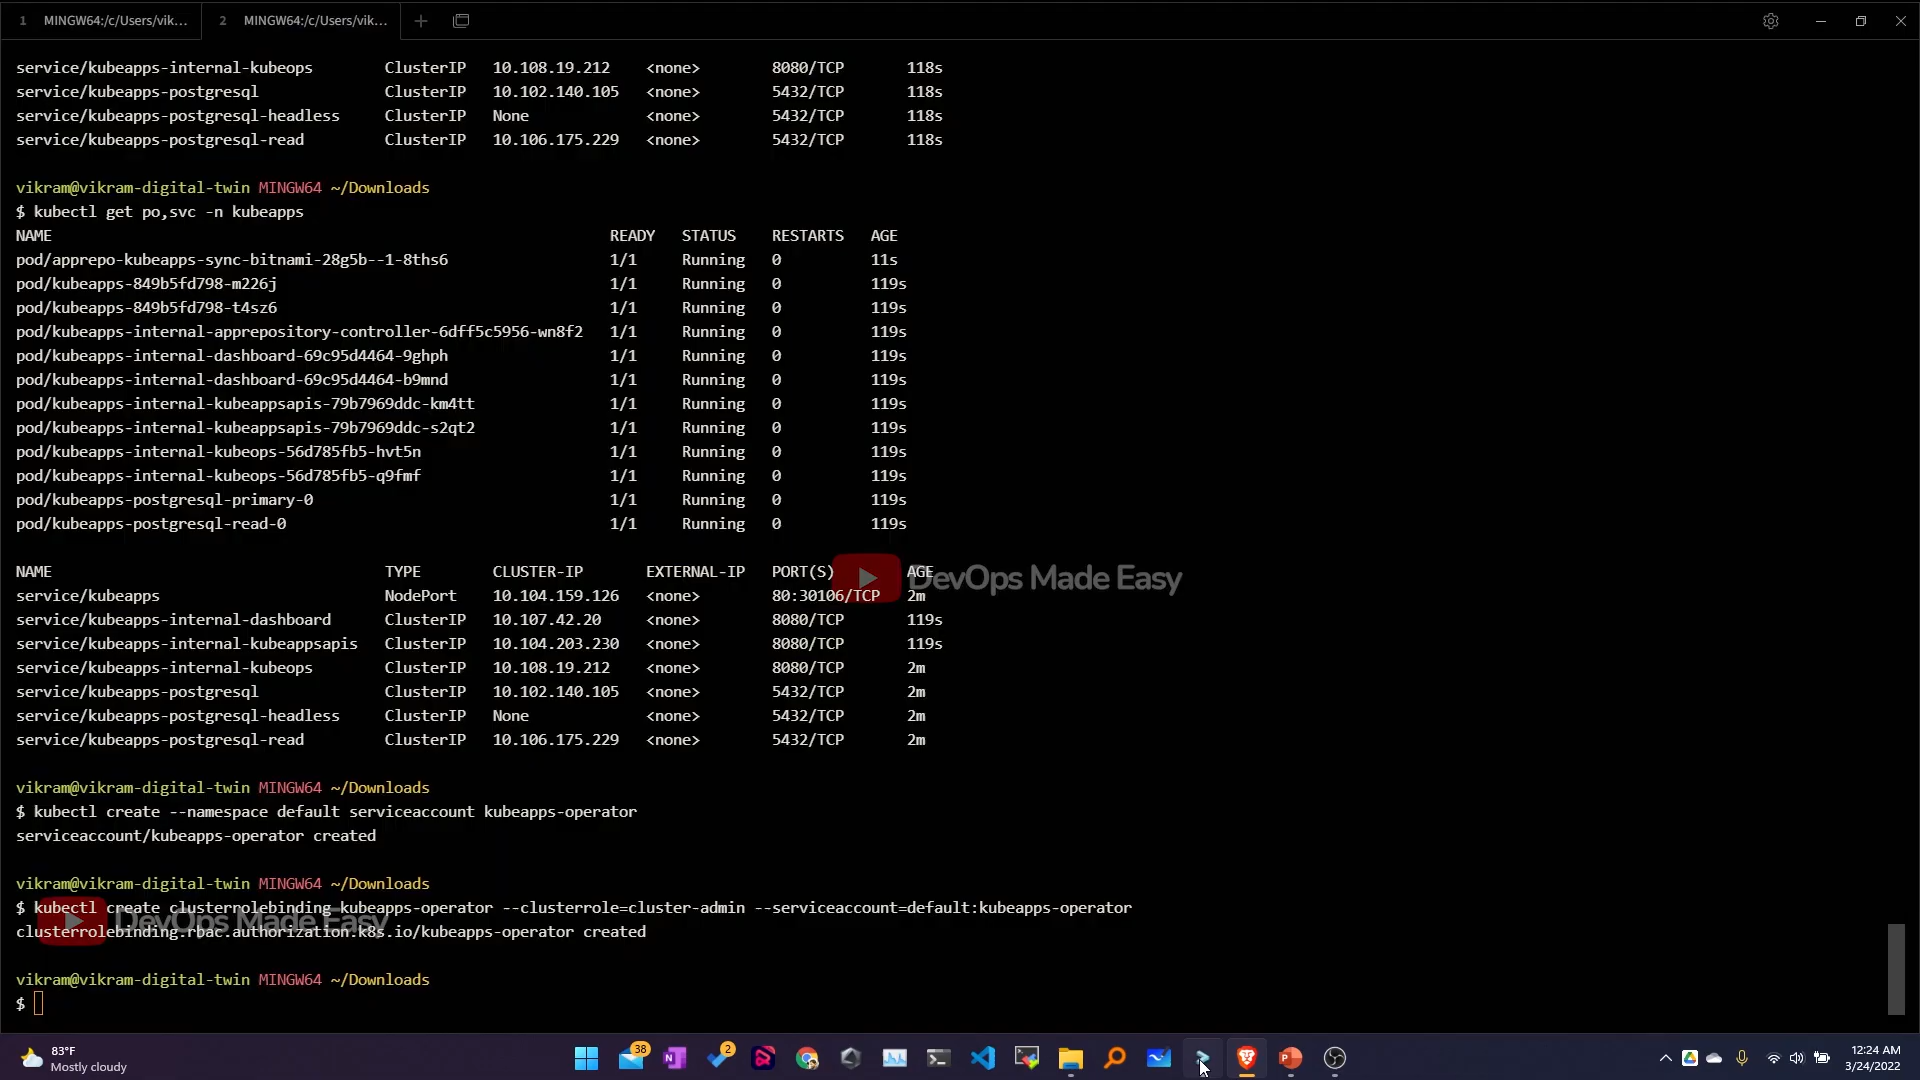 1 MINGW64:/c/Users/vik... 2 MINGW64:/c/Users/vik...
service/kubeapps-internal-kubeops ClusterIP 10.108.19.212 <none> 8080/TCP 118s
service/kubeapps-postgresql ClusterIP 10.102.140.105 <none> 5432/TCP 118s
service/kubeapps-postgresql-headless ClusterIP None <none> 5432/TCP 118s
service/kubeapps-postgresql-read ClusterIP 10.106.175.229 <none> 5432/TCP 118s
vikram@vikram-digital-twin MINGW64 ~/Downloads
$ kubectl get po,svc -n kubeapps
NAME READY STATUS RESTARTS AGE
pod/apprepo-kubeapps-sync-bitnami-28g5b--1-8ths6 1/1 Running 0 11s
pod/kubeapps-849b5fd798-m226j 1/1 Running 0 119s
pod/kubeapps-849b5fd798-t4sz6 1/1 Running 0 119s
pod/kubeapps-internal-apprepository-controller-6dff5c5956-wn8f2 1/1 Running 0 119s
pod/kubeapps-internal-dashboard-69c95d4464-9ghph 1/1 Running 0 119s
pod/kubeapps-internal-dashboard-69c95d4464-b9mnd 1/1 Running 0 119s
pod/kubeapps-internal-kubeappsapis-79b7969ddc-km4tt 1/1 Running 0 119s
pod/kubeapps-internal-kubeappsapis-79b7969ddc-s2qt2 1/1 Running 0 119s
pod/kubeapps-internal-kubeops-56d785fb5-hvt5n 1/1 Running 0 119s
pod/kubeapps-internal-kubeops-56d785fb5-q9fmf 1/1 Running 0 119s
pod/kubeapps-postgresql-primary-0 1/1 Running 0 119s
pod/kubeapps-postgresql-read-0 1/1 Running 0 119s
NAME TYPE CLUSTER-IP EXTERNAL-IP PORT(S) AGE
DevOps Made Easy
service/kubeapps NodePort 10.104.159.126 <none> 80:30106/TCP 2m
service/kubeapps-internal-dashboard ClusterIP 10.107.42.20 <none> 8080/TCP 119s
service/kubeapps-internal-kubeappsapis ClusterIP 10.104.203.230 <none> 8080/TCP 119s
service/kubeapps-internal-kubeops ClusterIP 10.108.19.212 <none> 8080/TCP 2m
service/kubeapps-postgresql ClusterIP 10.102.140.105 <none> 5432/TCP 2m
service/kubeapps-postgresql-headless ClusterIP None <none> 5432/TCP 2m
service/kubeapps-postgresql-read ClusterIP 10.106.175.229 <none> 5432/TCP 2m
vikram@vikram-digital-twin MINGW64 ~/Downloads
$ kubectl create --namespace default serviceaccount kubeapps-operator
serviceaccount/kubeapps-operator created
vikram@vikram-digital-twin MINGW64 ~/Downloads
$ kubectl create clusterrolebinding kubeapps-operator --clusterrole=cluster-admin --serviceaccount=default:kubeapps-operator
DevOps Made Easy
clusterrolebinding.rbac.authorization.k8s.io/kubeapps-operator created
vikram@vikram-digital-twin MINGW64 ~/Downloads
$
83°F
Mostly cloudy
38
2
12:24 AM
3/24/2022